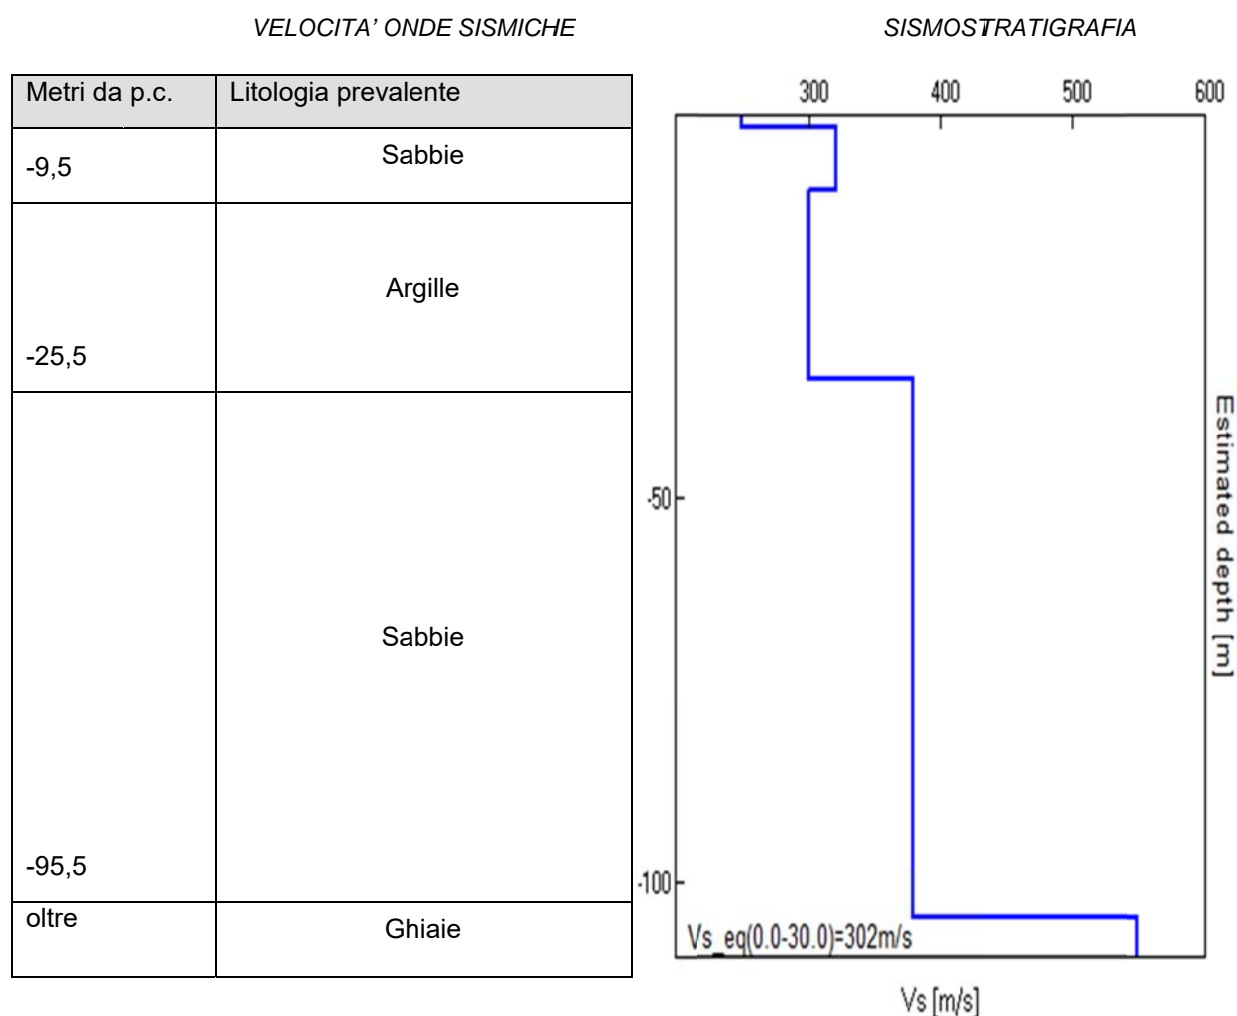 VELOCITA’ ONDE SISMICHE
SISMOSTRATIGRAFIA
Metri da p.c. Litologia prevalente
-9,5 Sabbie
Argille
-25,5
Sabbie
-95,5
oltre Ghiaie
300 400 500 600
-50
-100
Estimated depth [m]
Vs_eq(0.0-30.0)=302m/s
Vs [m/s]